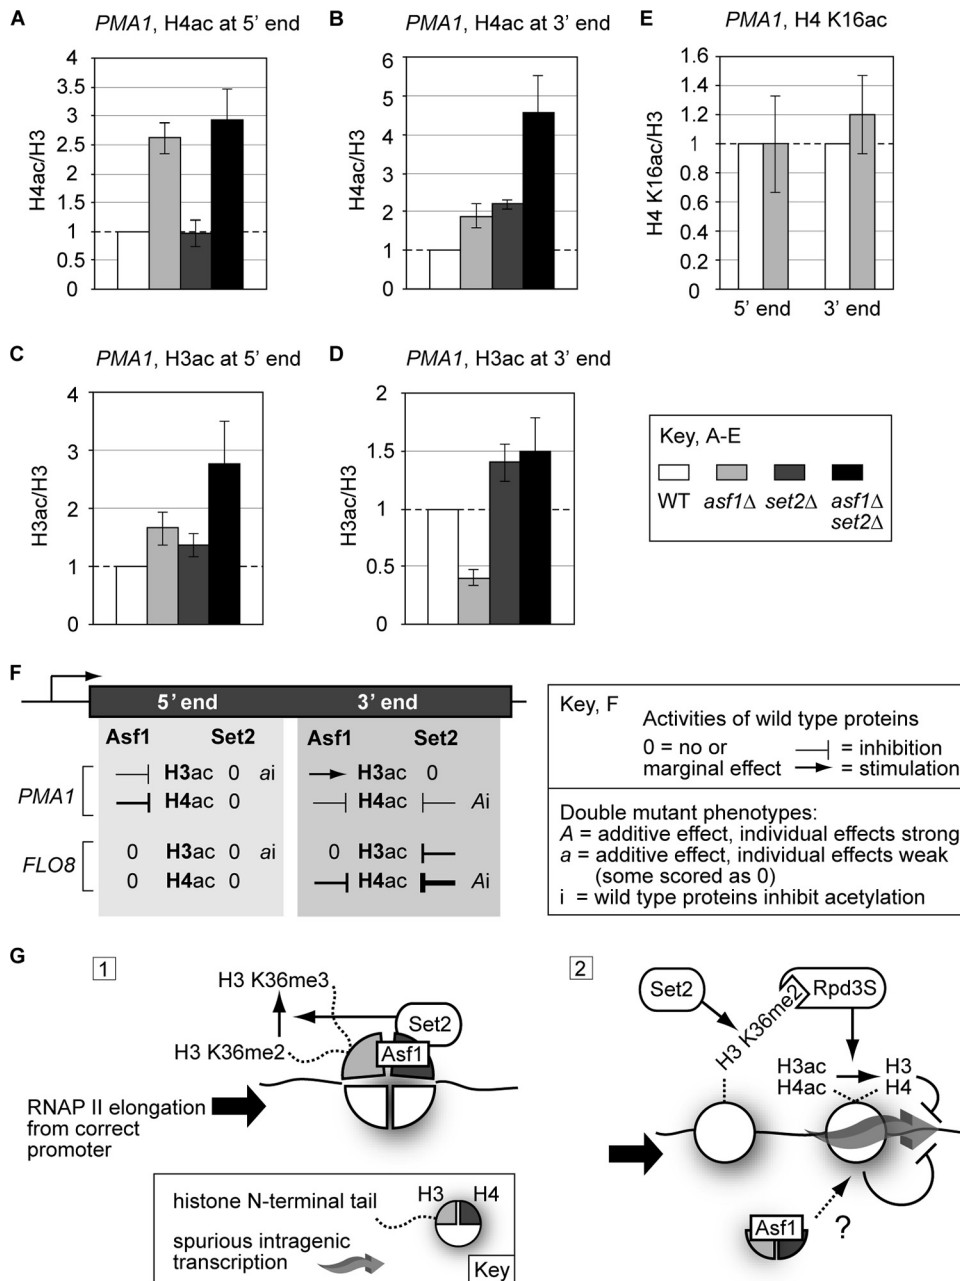 A
PMA1, H4ac at 5' end
H4ac/H3
4
3.5
3
2.5
2
1.5
1
0.5
0
B
PMA1, H4ac at 3' end
H4ac/H3
6
5
4
3
2
1
0
E
PMA1, H4 K16ac
H4 K16ac/H3
1.6
1.4
1.2
1
0.8
0.6
0.4
0.2
0
5' end 3' end
C
PMA1, H3ac at 5' end
H3ac/H3
4
3
2
1
0
D
PMA1, H3ac at 3' end
H3ac/H3
2
1.5
1
0.5
0
Key, A-E
WT asf1Δ set2Δ asf1Δ
set2Δ
F
5' end 3' end
Asf1 Set2 Asf1 Set2
PMA1
H3ac 0 ai H3ac 0
H4ac 0 H4ac Ai
FLO8
0 H3ac 0 ai 0 H3ac
0 H4ac 0 H4ac Ai
Key, F
Activities of wild type proteins
0 = no or = inhibition
marginal effect = stimulation
Double mutant phenotypes:
A = additive effect, individual effects strong
a = additive effect, individual effects weak
(some scored as 0)
i = wild type proteins inhibit acetylation
G
1
H3 K36me3
H3 K36me2
Set2
Asf1
RNAP II elongation
from correct
promoter
histone N-terminal tail
H3 H4
spurious intragenic
transcription
Key
2
Set2
Rpd3S
H3 K36me2
H3ac H3
H4ac H4
Asf1
?